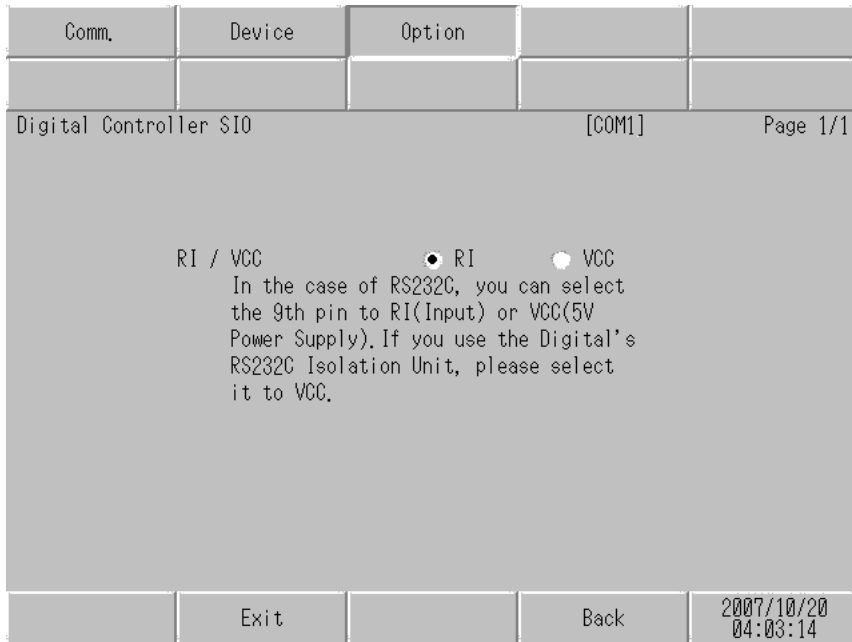 Comm. Device Option
Digital Controller SIO [COM1] Page 1/1
RI / VCC RI VCC
In the case of RS232C, you can select
the 9th pin to RI(Input) or VCC(5V
Power Supply).If you use the Digital's
RS232C Isolation Unit, please select
it to VCC.
Exit Back 2007/10/20
04:03:14